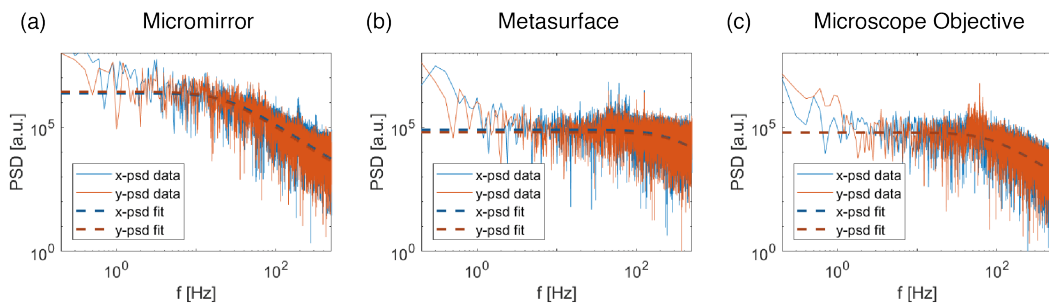 (a) Micromirror
(b) Metasurface
(c) Microscope Objective
PSD [a.u.]
10^5
10^0
x-psd data
y-psd data
x-psd fit
y-psd fit
10^0
10^2
f [Hz]
PSD [a.u.]
10^5
10^0
x-psd data
y-psd data
x-psd fit
y-psd fit
10^0
10^2
f [Hz]
PSD [a.u.]
10^5
10^0
x-psd data
y-psd data
x-psd fit
y-psd fit
10^0
10^2
f [Hz]